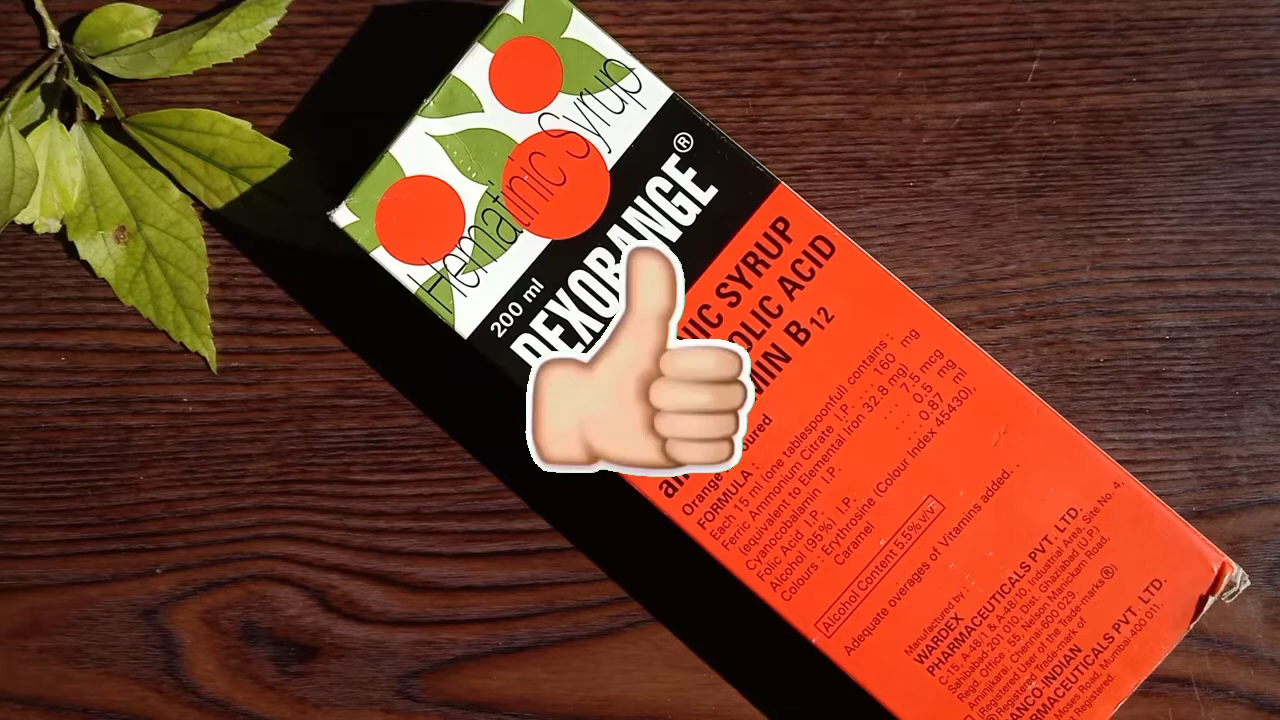 Hematinic Syrup
200 ml
DEXORANGE®
SYRUP
FOLIC ACID
B12
Orange
FORMULA :
Each 15 ml (one tablespoonful) contains :
Ferric Ammonium Citrate I.P. . . . . 160 mg
(equivalent to Elemental Iron 32.8 mg)
Cyanocobalamin I.P. 7.5 mcg
Folic Acid I.P. . . . . . 0.5 mg
Alcohol (95%) I.P. . . . 0.87 ml
Colours : Erythrosine (Colour Index 45430),
Caramel
Alcohol Content 5.5% v/v
Adequate overages of Vitamins added. .
Manufactured by :
WARDEX
PHARMACEUTICALS PVT. LTD.
C-15, A-48/1 & A-48/10, Industrial Area, Site No. 4,
Sahibabad-201 010, Dist. Ghaziabad (U.P.)
Regd. Office : 55, Nelson Manickam Road,
Aminjikarai, Chennai-600 029.
(Registered User of the Trade-marks®)
®Registered Trade-mark of
FRANCO-INDIAN
PHARMACEUTICALS PVT. LTD.
Moses Road, Mumbai-400 011.
Registered.